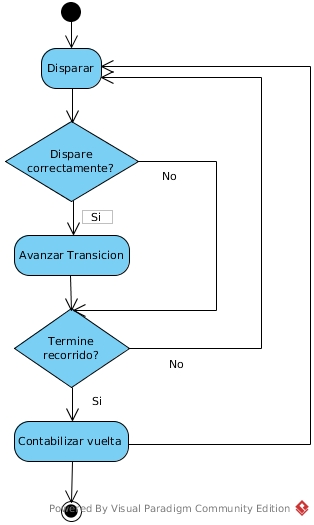 Disparar
Dispare
correctamente?
No
Si
Avanzar Transicion
Termine
recorrido?
No
Si
Contabilizar vuelta
Powered By Visual Paradigm Community Edition